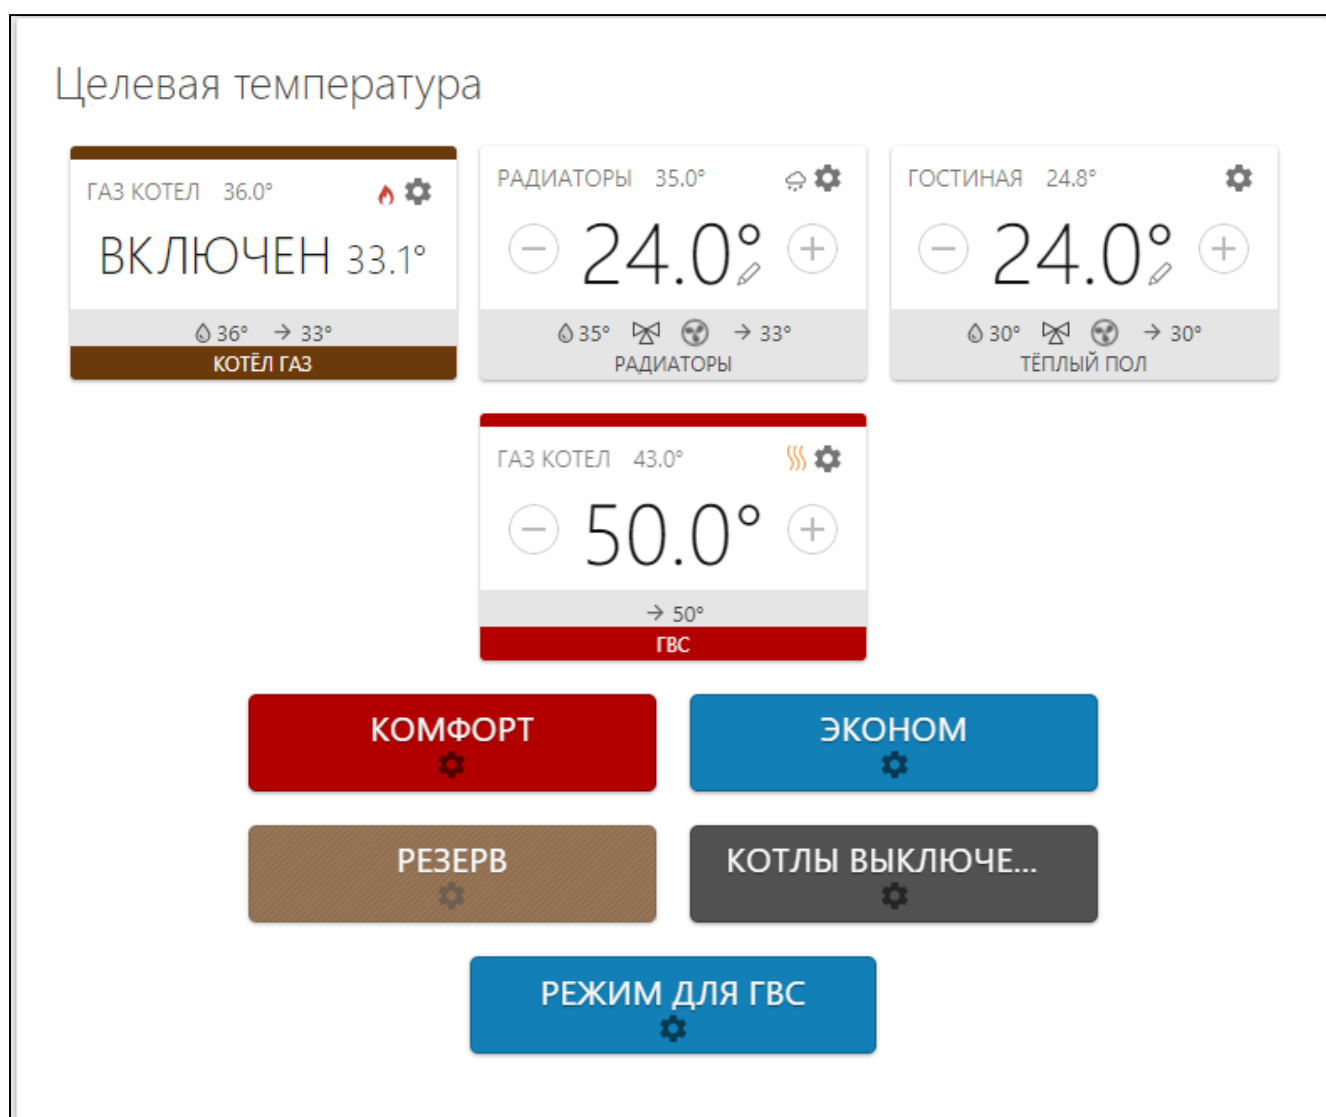 Целевая температура
ГАЗ КОТЕЛ 36.0°
ВКЛЮЧЕН 33.1°
36° → 33°
КОТЁЛ ГАЗ
РАДИАТОРЫ 35.0°
24.0°
35° → 33°
РАДИАТОРЫ
ГОСТИНАЯ 24.8°
24.0°
30° → 30°
ТЁПЛЫЙ ПОЛ
ГАЗ КОТЕЛ 43.0°
50.0°
→ 50°
ГВС
КОМФОРТ
ЭКОНОМ
РЕЗЕРВ
КОТЛЫ ВЫКЛЮЧЕ...
РЕЖИМ ДЛЯ ГВС